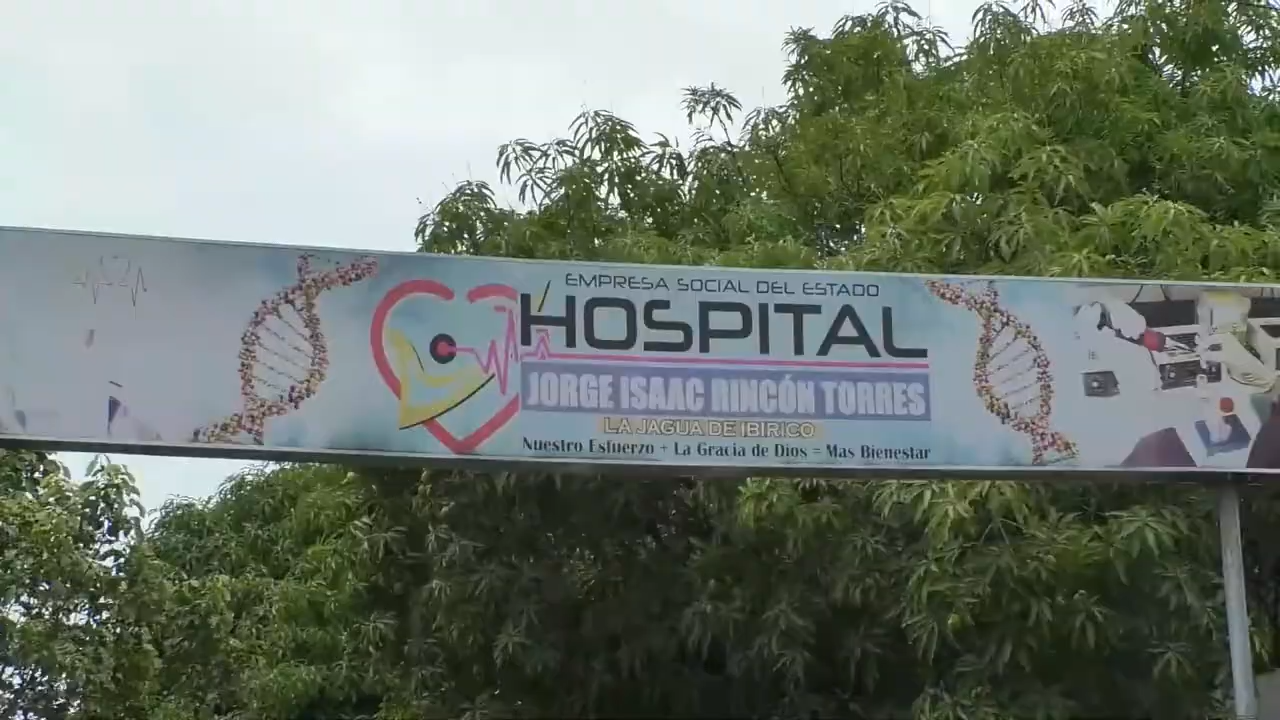 EMPRESA SOCIAL DEL ESTADO
HOSPITAL
JORGE ISAAC RINCÓN TORRES
LA JAGUA DE IBIRICO
Nuestro Esfuerzo + La Gracia de Dios = Mas Bienestar